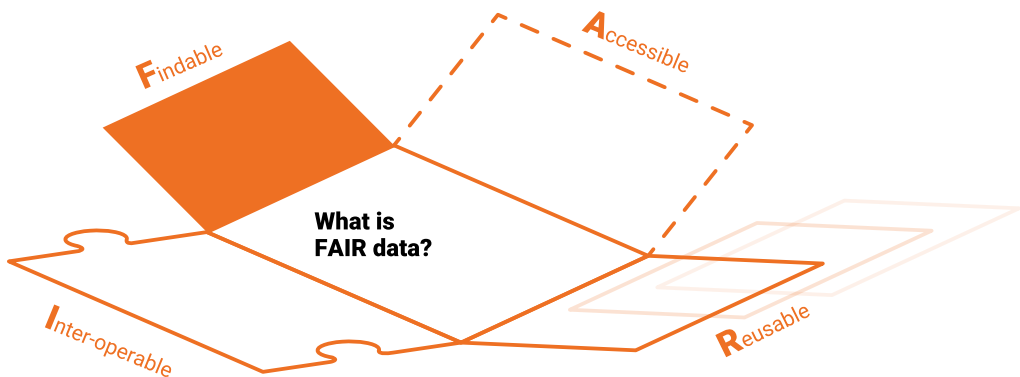 Findable
Accessible
What is
FAIR data?
Inter-operable
Reusable